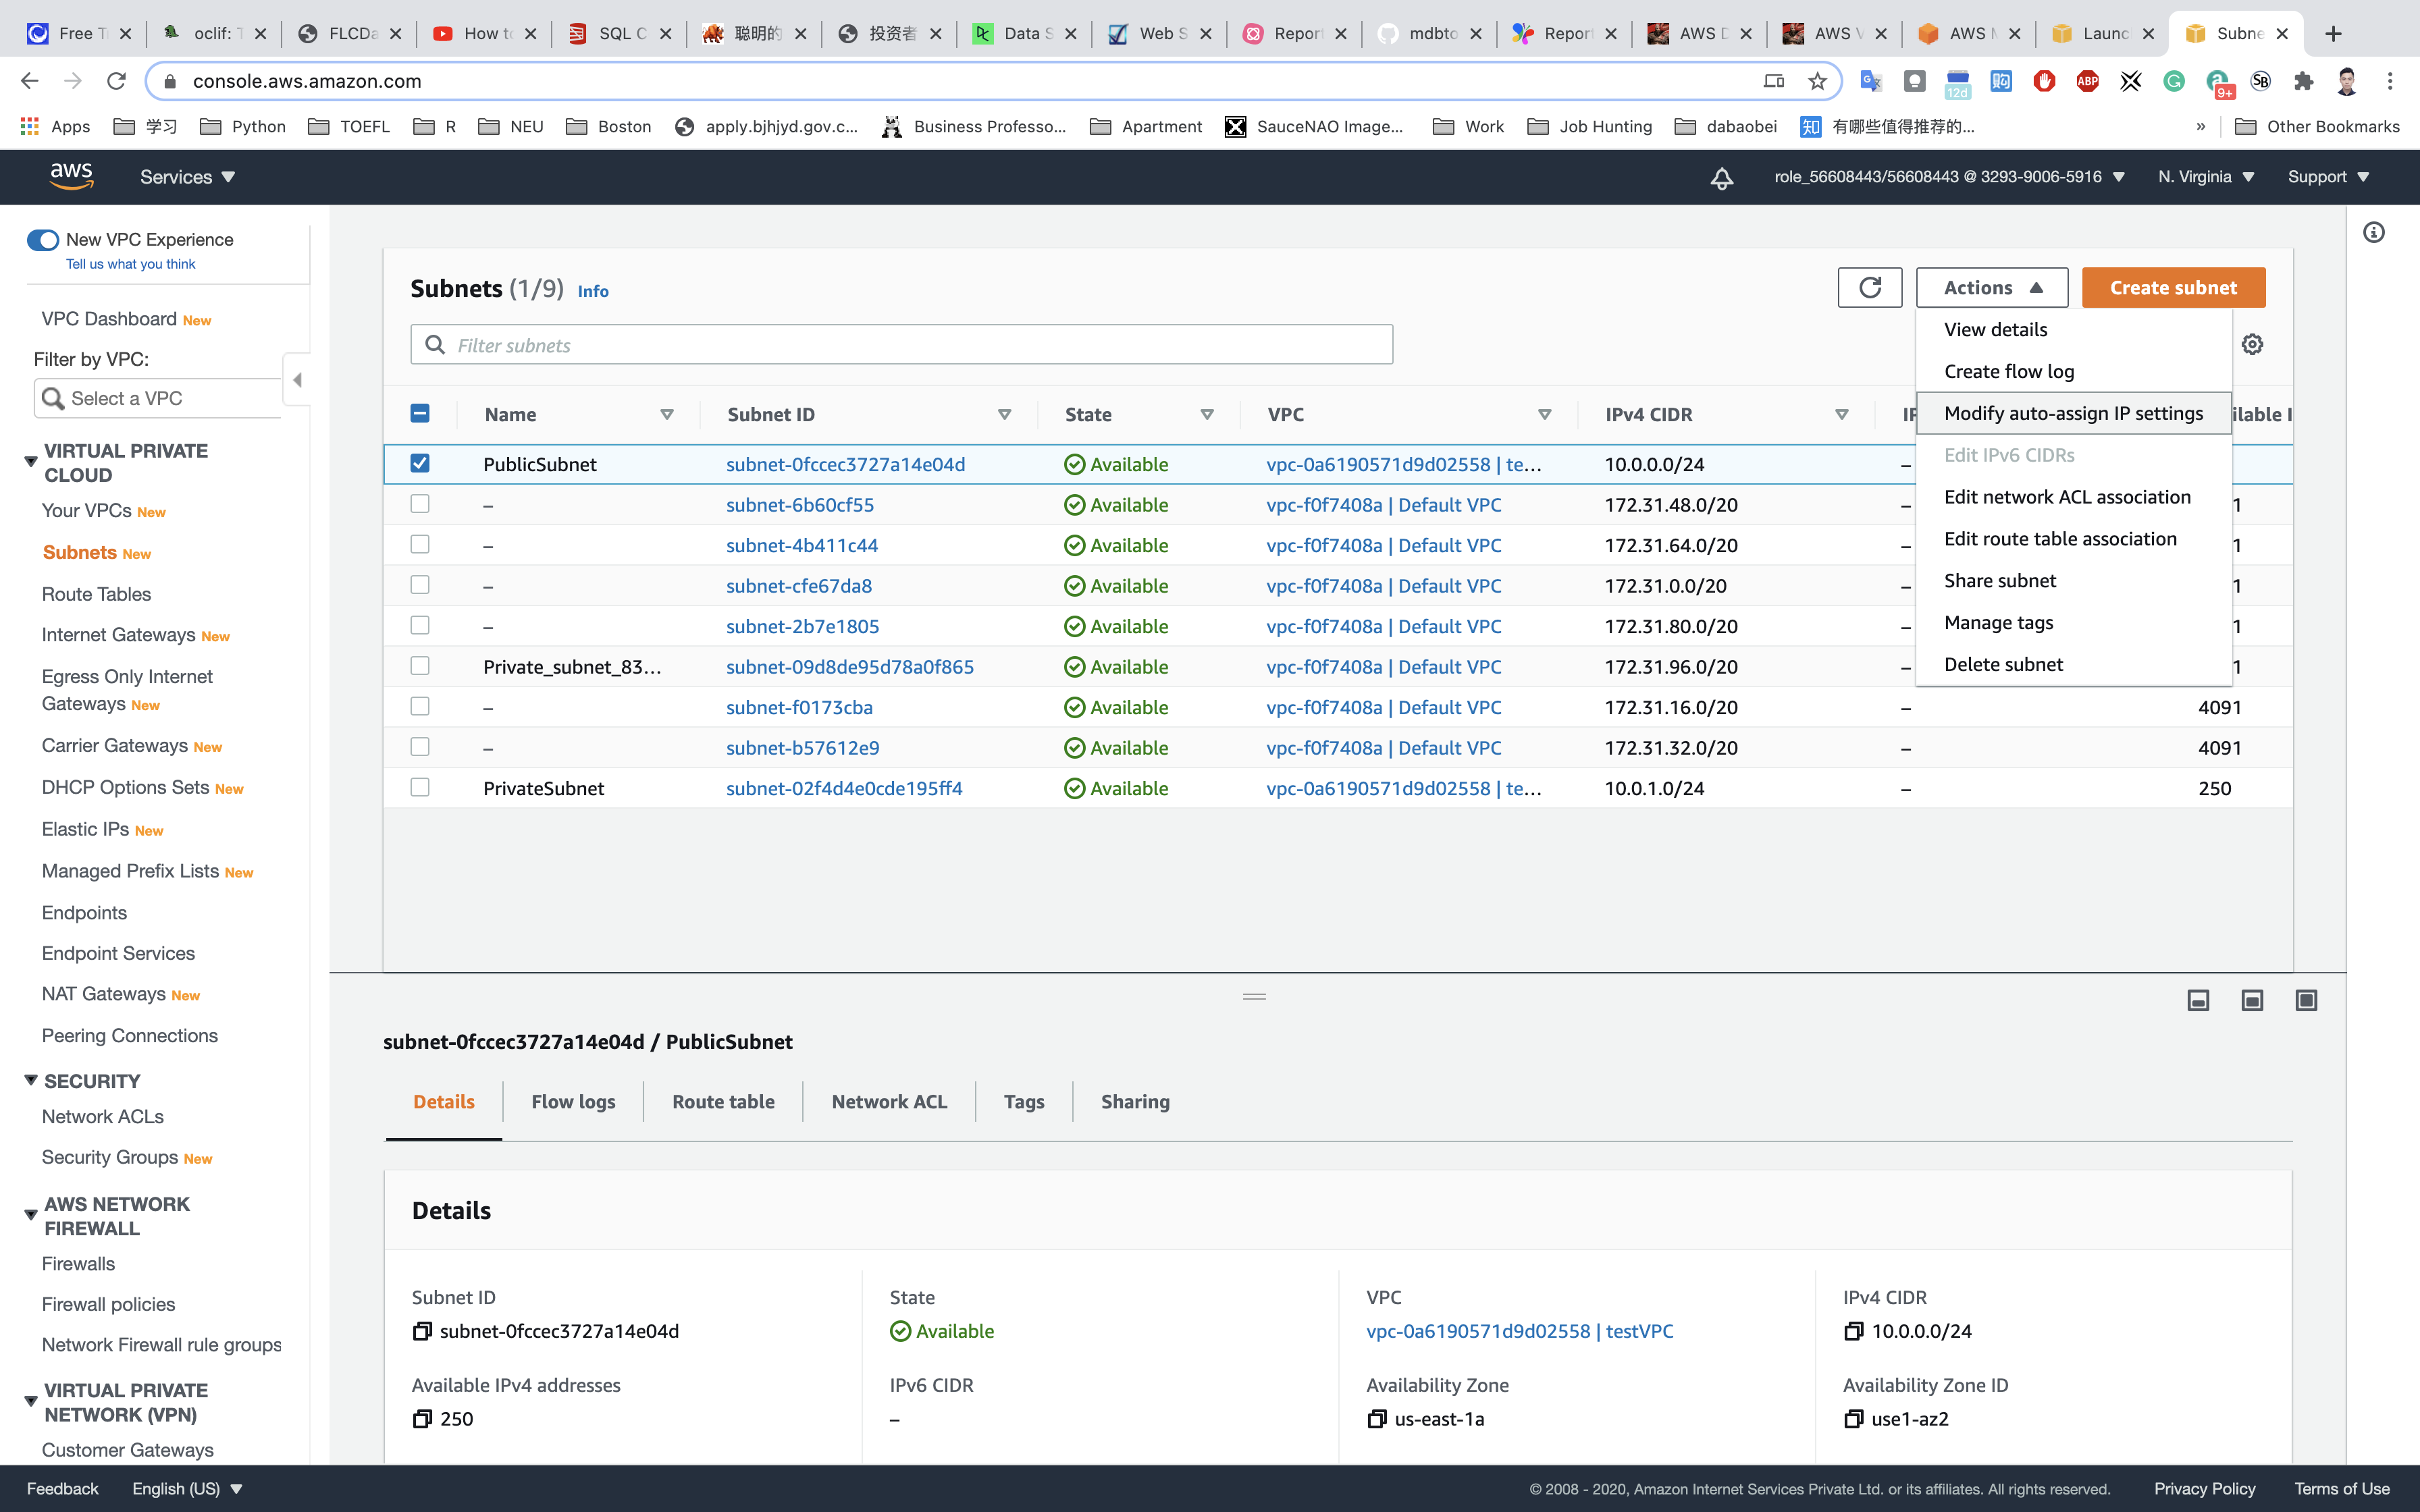 Free T
oclif: T
FLCDa
How to
SQL C
聪明的
投资者
Data S
Web S
Report
mdbto
Report
AWS D
AWS V
AWS M
Launc
Subne
console.aws.amazon.com
12d
ABP
9+
SB
Apps
学习
Python
TOEFL
R
NEU
Boston
apply.bjhjyd.gov.c...
Business Professo...
Apartment
SauceNAO Image...
Work
Job Hunting
dabaobei
知 有哪些值得推荐的...
»
Other Bookmarks
aws
Services
role_56608443/56608443 @ 3293-9006-5916
N. Virginia
Support
New VPC Experience
Tell us what you think
VPC Dashboard New
Filter by VPC:
Select a VPC
VIRTUAL PRIVATE
CLOUD
Your VPCs New
Subnets New
Route Tables
Internet Gateways New
Egress Only Internet
Gateways New
Carrier Gateways New
DHCP Options Sets New
Elastic IPs New
Managed Prefix Lists New
Endpoints
Endpoint Services
NAT Gateways New
Peering Connections
SECURITY
Network ACLs
Security Groups New
AWS NETWORK
FIREWALL
Firewalls
Firewall policies
Network Firewall rule groups
VIRTUAL PRIVATE
NETWORK (VPN)
Customer Gateways
Subnets (1/9) Info
Actions
Create subnet
Filter subnets
View details
Create flow log
Modify auto-assign IP settings
Edit IPv6 CIDRs
Edit network ACL association
Edit route table association
Share subnet
Manage tags
Delete subnet
Name Subnet ID State VPC IPv4 CIDR IP ilable I
PublicSubnet subnet-0fccec3727a14e04d Available vpc-0a6190571d9d02558 | te... 10.0.0.0/24 –
– subnet-6b60cf55 Available vpc-f0f7408a | Default VPC 172.31.48.0/20 – 1
– subnet-4b411c44 Available vpc-f0f7408a | Default VPC 172.31.64.0/20 – 1
– subnet-cfe67da8 Available vpc-f0f7408a | Default VPC 172.31.0.0/20 – 1
– subnet-2b7e1805 Available vpc-f0f7408a | Default VPC 172.31.80.0/20 – 1
Private_subnet_83... subnet-09d8de95d78a0f865 Available vpc-f0f7408a | Default VPC 172.31.96.0/20 – 1
– subnet-f0173cba Available vpc-f0f7408a | Default VPC 172.31.16.0/20 – 4091
– subnet-b57612e9 Available vpc-f0f7408a | Default VPC 172.31.32.0/20 – 4091
PrivateSubnet subnet-02f4d4e0cde195ff4 Available vpc-0a6190571d9d02558 | te... 10.0.1.0/24 – 250
subnet-0fccec3727a14e04d / PublicSubnet
Details Flow logs Route table Network ACL Tags Sharing
Details
Subnet ID State VPC IPv4 CIDR
subnet-0fccec3727a14e04d Available vpc-0a6190571d9d02558 | testVPC 10.0.0.0/24
Available IPv4 addresses IPv6 CIDR Availability Zone Availability Zone ID
250 – us-east-1a use1-az2
Feedback English (US) © 2008 - 2020, Amazon Internet Services Private Ltd. or its affiliates. All rights reserved. Privacy Policy Terms of Use